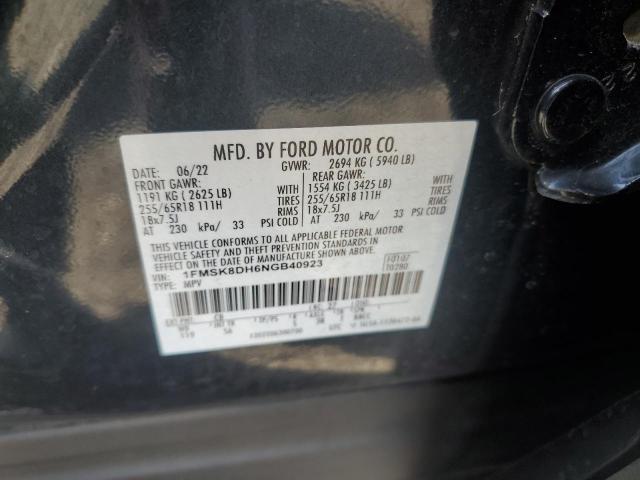 MFD. BY FORD MOTOR CO.
DATE: 06/22 GVWR: 2694 KG ( 5940 LB)
FRONT GAWR: REAR GAWR:
1191 KG ( 2625 LB) WITH 1554 KG ( 3425 LB) WITH
255/65R18 111H TIRES 255/65R18 111H TIRES
18x7.5J RIMS 18x7.5J RIMS
AT 230 kPa/ 33 PSI COLD AT 230 kPa/ 33 PSI COLD
THIS VEHICLE CONFORMS TO ALL APPLICABLE FEDERAL MOTOR
VEHICLE SAFETY AND THEFT PREVENTION STANDARDS
IN EFFECT ON THE DATE OF MANUFACTURE SHOWN ABOVE.
VIN: 1FMSK8DH6NGB40923
TYPE: MPV
F0107
T0280